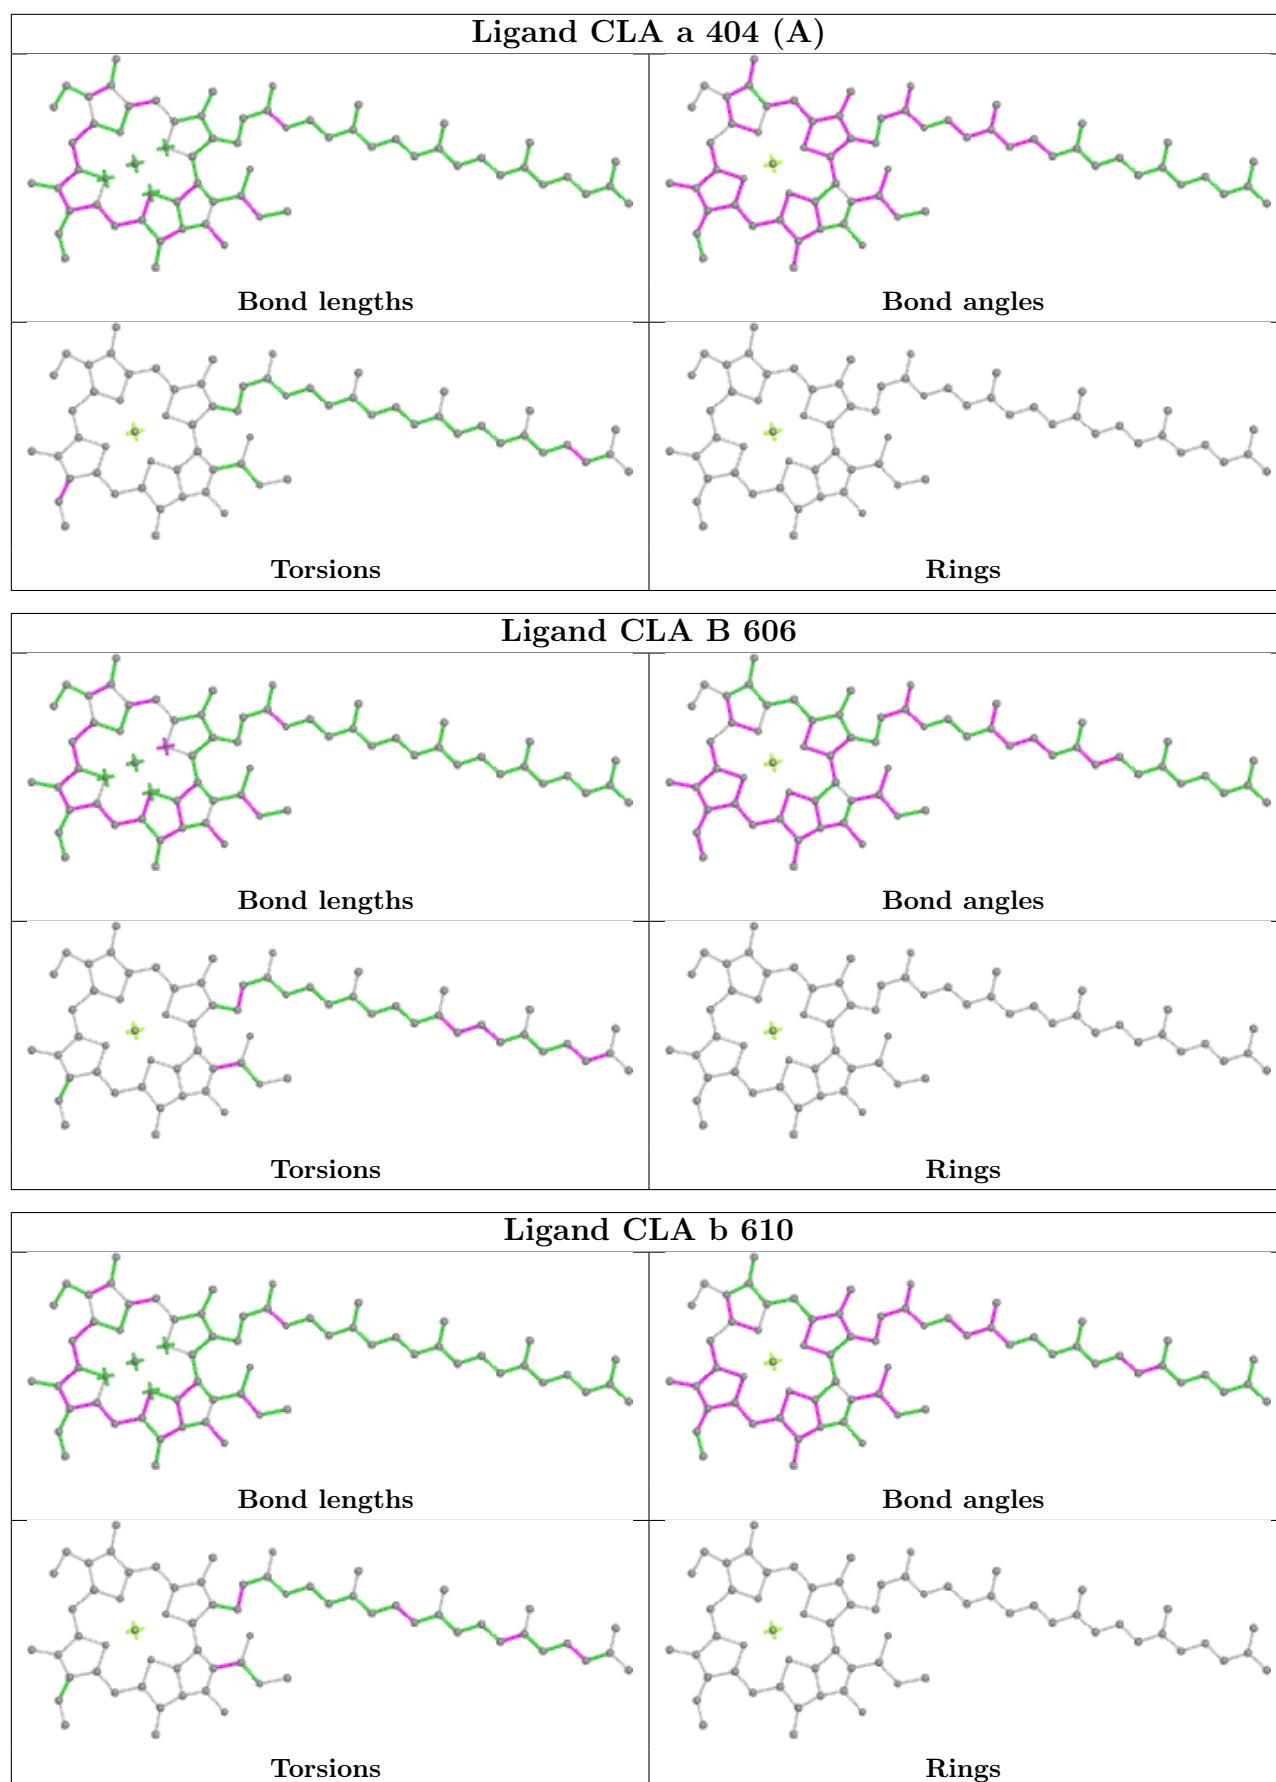 Ligand CLA a 404 (A)
Bond lengths
Bond angles
Torsions
Rings
Ligand CLA B 606
Bond lengths
Bond angles
Torsions
Rings
Ligand CLA b 610
Bond lengths
Bond angles
Torsions
Rings